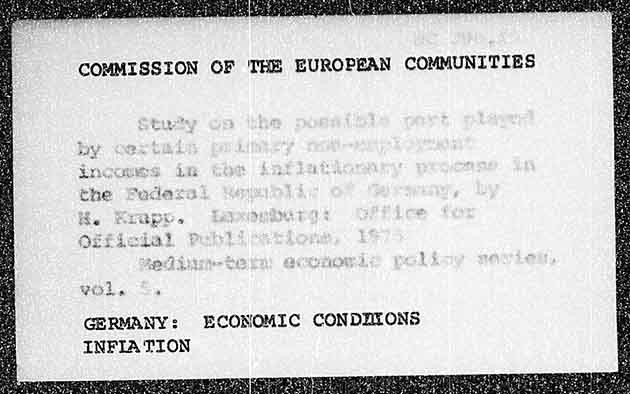 COMMISSION OF THE EUROPEAN COMMUNITIES
Study on the possible part played
by certain primary non-employment
incomes in the inflationary process in
the Federal Republic of Germany, by
H. Krupp. Luxemburg: Office for
Official Publications, 1975
Medium-term economic policy series,
vol. 5.
GERMANY: ECONOMIC CONDITIONS
INFLATION